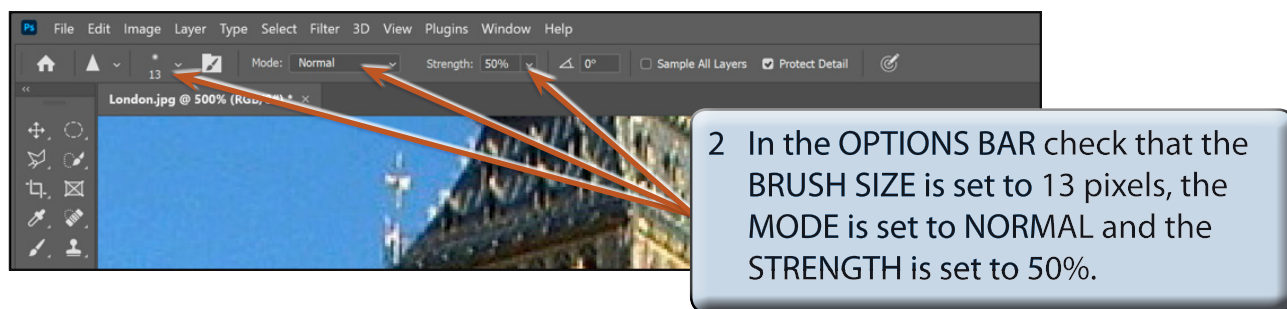 Ps File Edit Image Layer Type Select Filter 3D View Plugins Window Help
13 Mode: Normal Strength: 50% 0° Sample All Layers Protect Detail
London.jpg @ 500% (RGB/8#) * ×
2 In the OPTIONS BAR check that the
BRUSH SIZE is set to 13 pixels, the
MODE is set to NORMAL and the
STRENGTH is set to 50%.